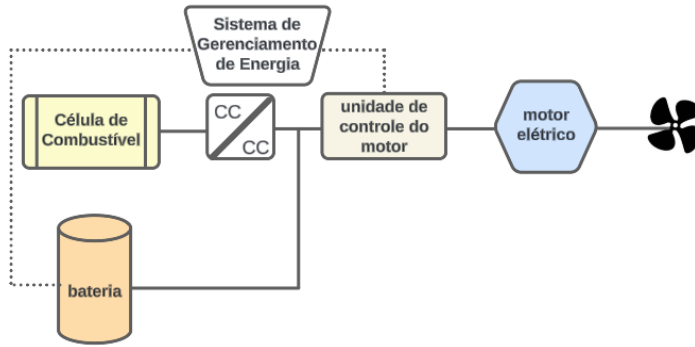 Sistema de
Gerenciamento
de Energia
Célula de
Combustível
CC
CC
unidade de
controle do
motor
motor
elétrico
bateria